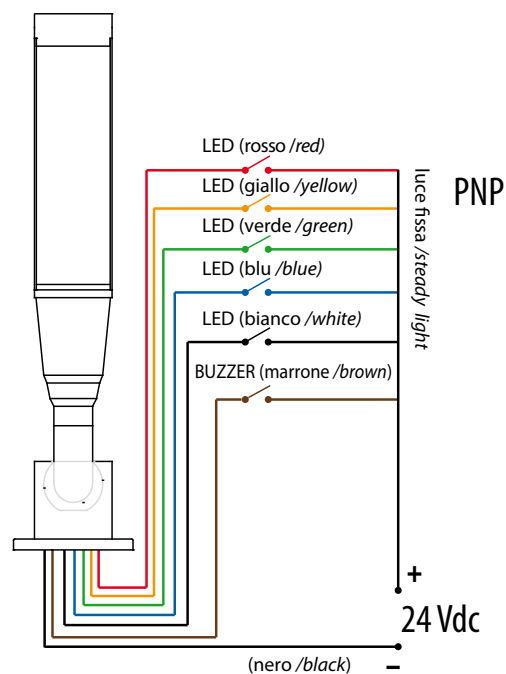 LED (rosso /red)
LED (giallo /yellow)
LED (verde /green)
LED (blu /blue)
LED (bianco /white)
BUZZER (marrone /brown)
luce fissa /steady light
PNP
+
24 Vdc
–
(nero /black)